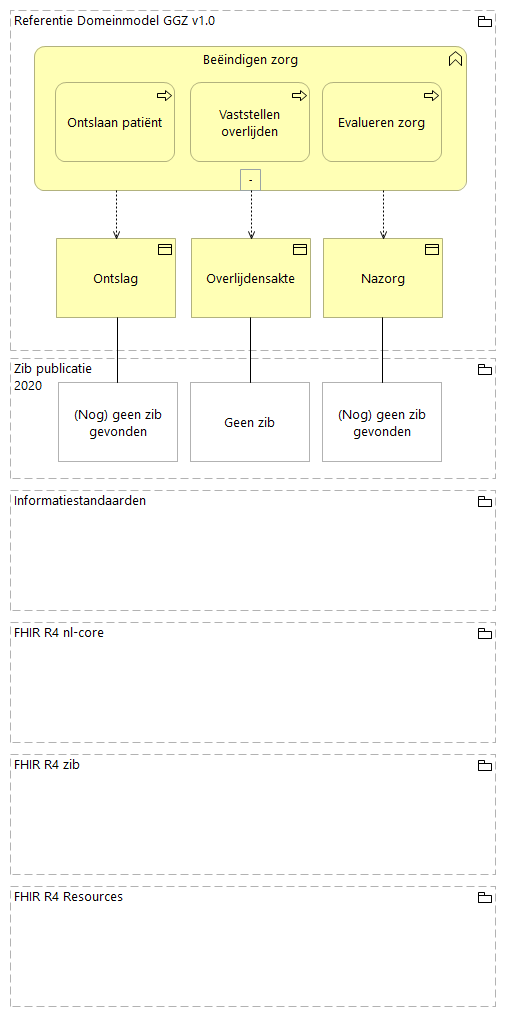 Referentie Domeinmodel GGZ v1.0
Beëindigen zorg
Ontslaan patiënt
Vaststellen
overlijden
Evalueren zorg
-
Ontslag
Overlijdensakte
Nazorg
Zib publicatie
2020
(Nog) geen zib
gevonden
Geen zib
(Nog) geen zib
gevonden
Informatiestandaarden
FHIR R4 nl-core
FHIR R4 zib
FHIR R4 Resources